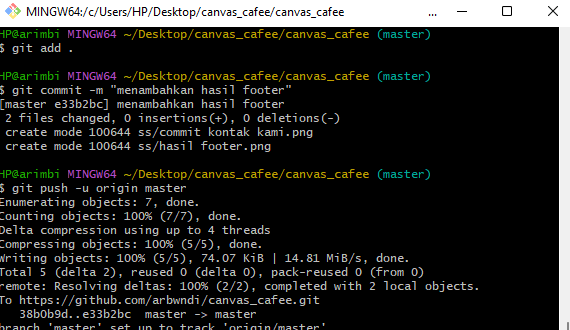 MINGW64:/c/Users/HP/Desktop/canvas_cafee/canvas_cafee
...
HP@arimbi MINGW64 ~/Desktop/canvas_cafee/canvas_cafee (master)
$ git add .
HP@arimbi MINGW64 ~/Desktop/canvas_cafee/canvas_cafee (master)
$ git commit -m "menambahkan hasil footer"
[master e33b2bc] menambahkan hasil footer
2 files changed, 0 insertions(+), 0 deletions(-)
create mode 100644 ss/commit kontak kami.png
create mode 100644 ss/hasil footer.png
HP@arimbi MINGW64 ~/Desktop/canvas_cafee/canvas_cafee (master)
$ git push -u origin master
Enumerating objects: 7, done.
Counting objects: 100% (7/7), done.
Delta compression using up to 4 threads
Compressing objects: 100% (5/5), done.
Writing objects: 100% (5/5), 74.07 KiB | 14.81 MiB/s, done.
Total 5 (delta 2), reused 0 (delta 0), pack-reused 0 (from 0)
remote: Resolving deltas: 100% (2/2), completed with 2 local objects.
To https://github.com/arbwndi/canvas_cafee.git
38b0b9d..e33b2bc master -> master
branch 'master' set up to track 'origin/master'